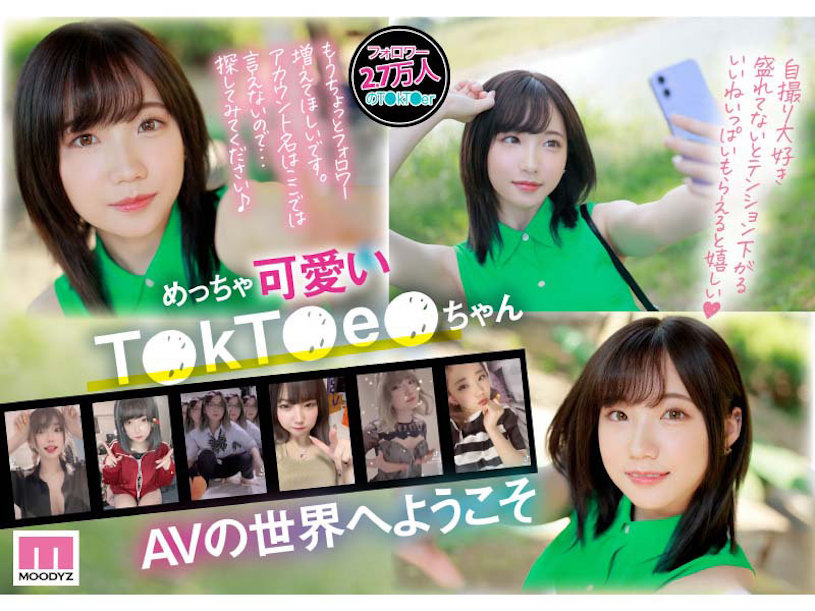 もうちょっとフォロワー
増えてほしいです。
アカウント名はここでは
言えないので・・・
探してみてください♪
フォロワー
2.7万人
のT●kT●er
自撮り大好き
盛れてないとテンション下がる
いいねいっぱいもらえると嬉しい♥
めっちゃ可愛い
T●kT●e●ちゃん
AVの世界へようこそ
M
MOODYZ